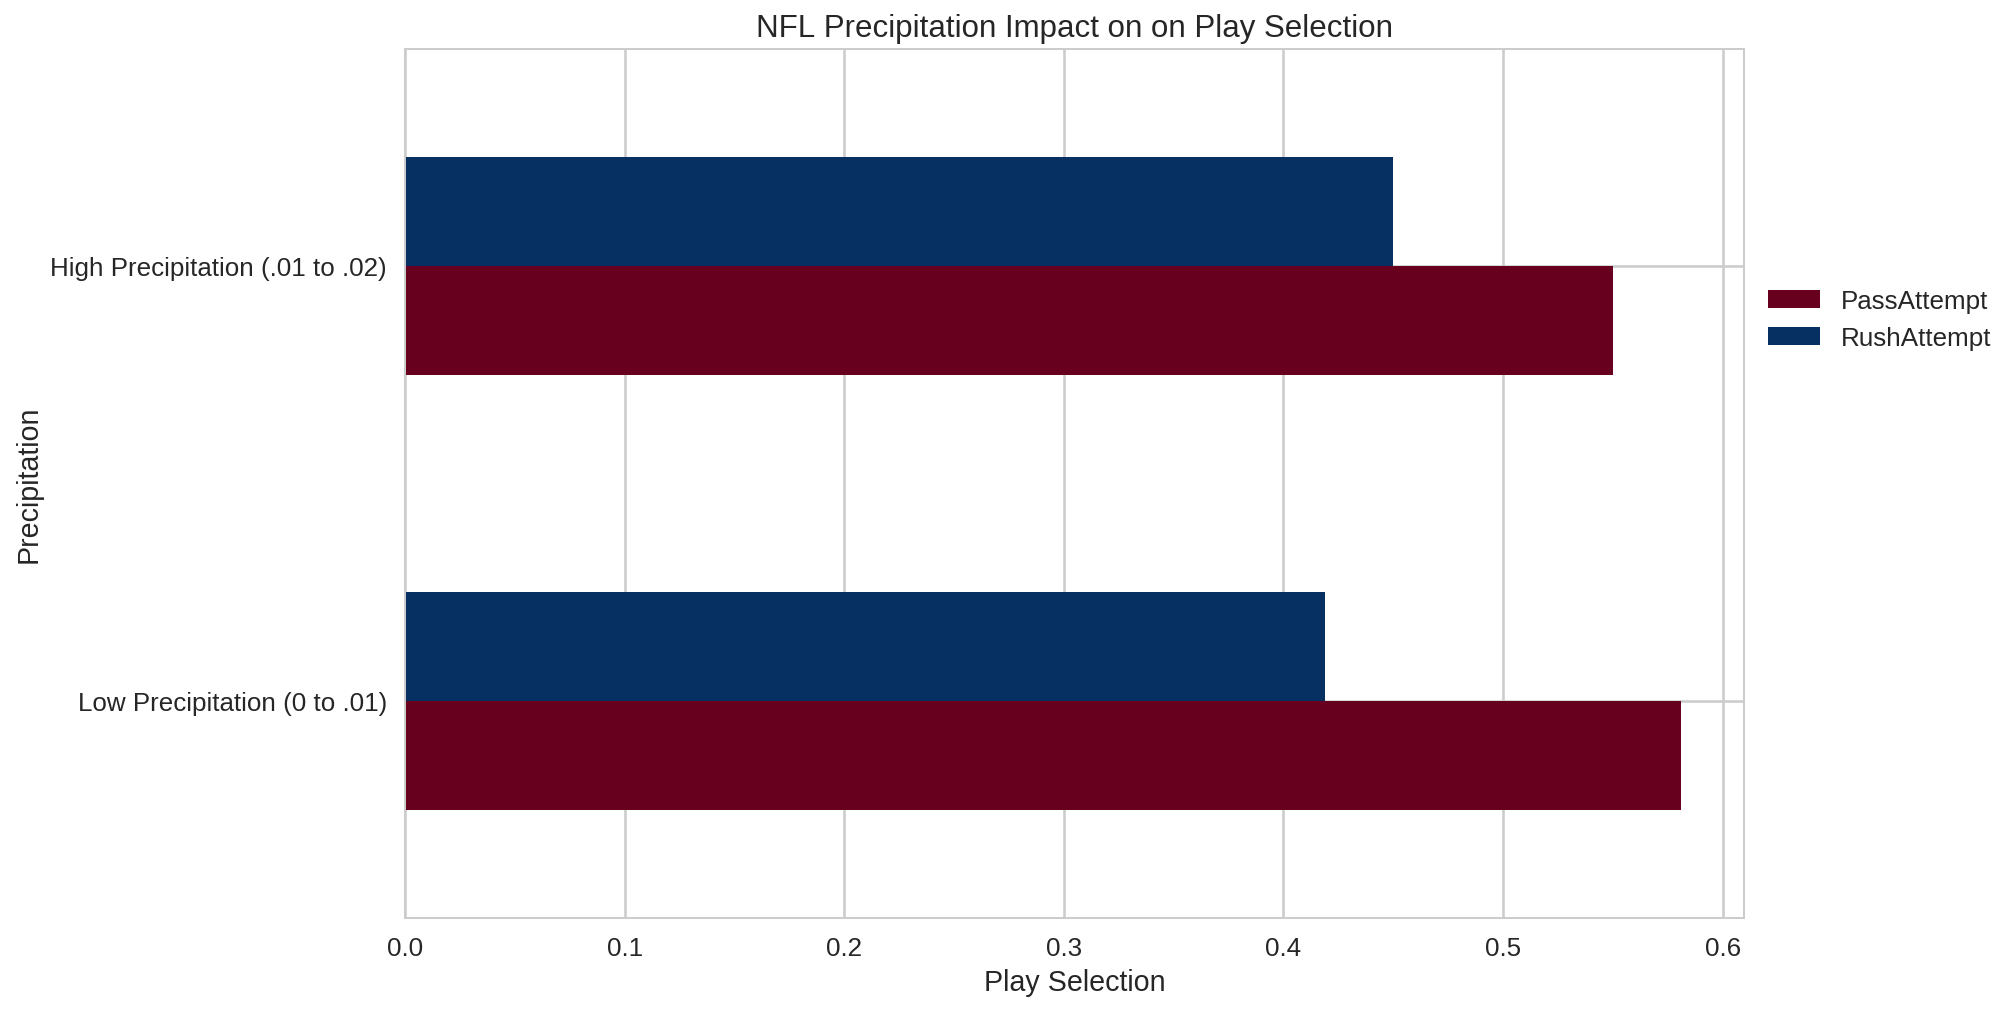 NFL Precipitation Impact on on Play Selection
High Precipitation (.01 to .02)
Low Precipitation (0 to .01)
Precipitation
PassAttempt
RushAttempt
0.0 0.1 0.2 0.3 0.4 0.5 0.6
Play Selection